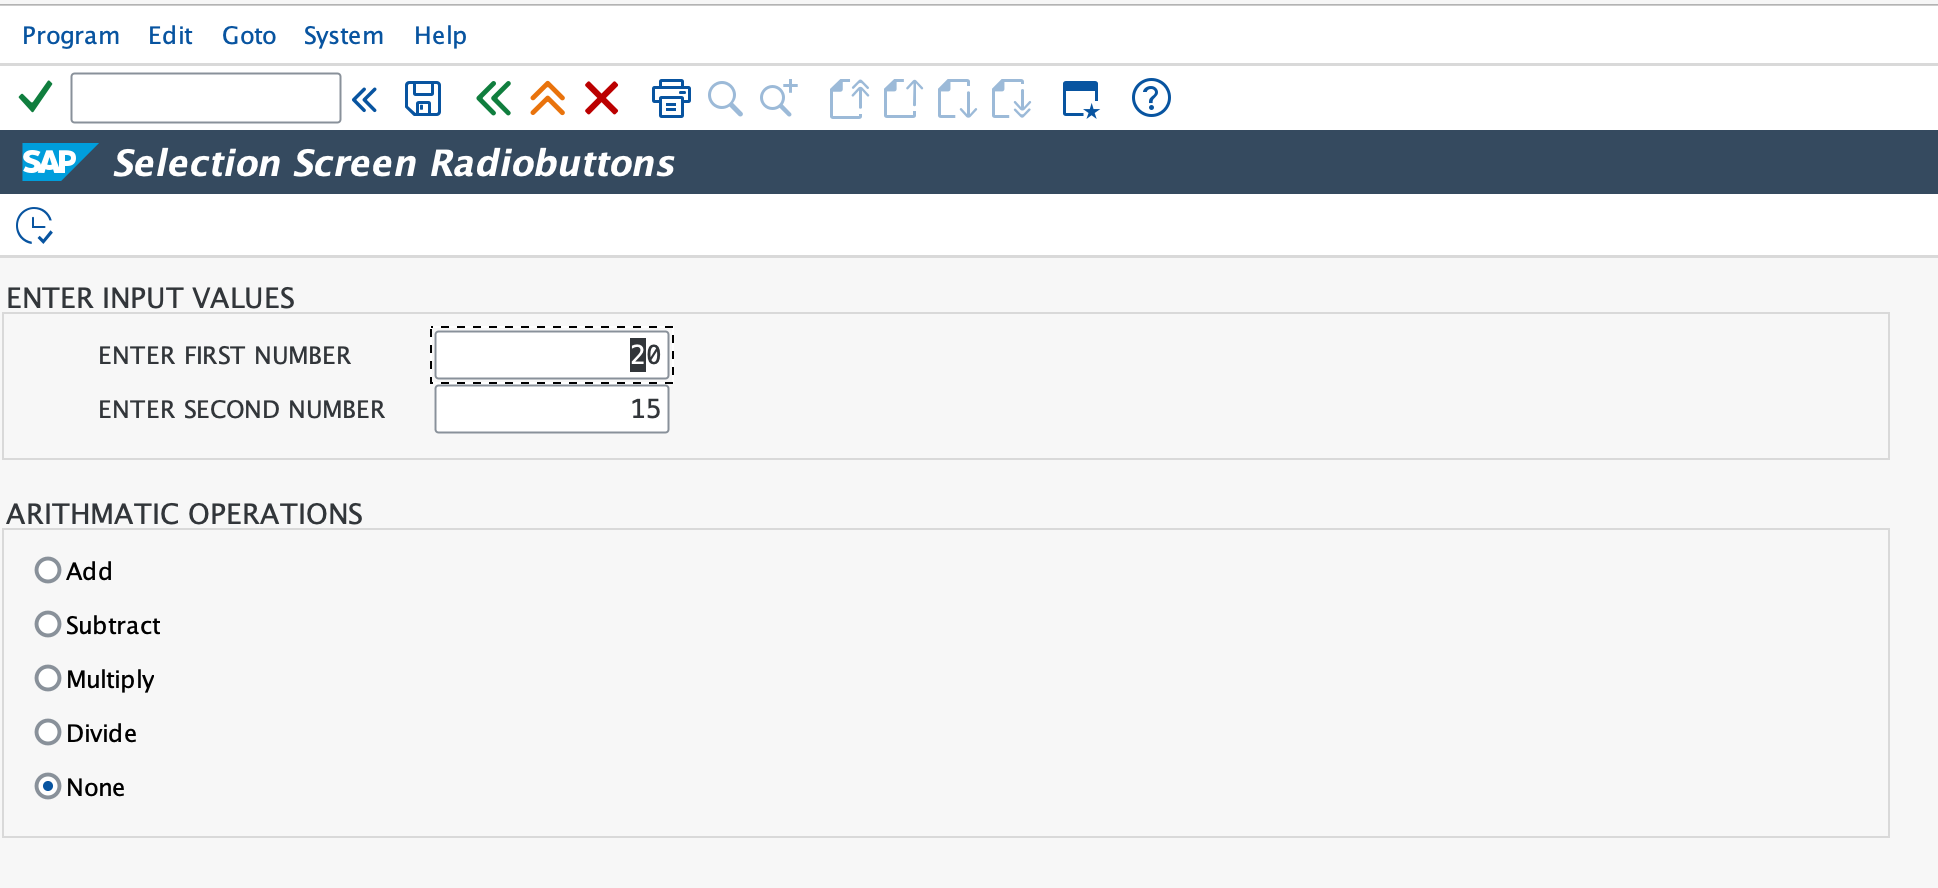 Program Edit Goto System Help
SAP Selection Screen Radiobuttons
ENTER INPUT VALUES
ENTER FIRST NUMBER 20
ENTER SECOND NUMBER 15
ARITHMATIC OPERATIONS
Add
Subtract
Multiply
Divide
None